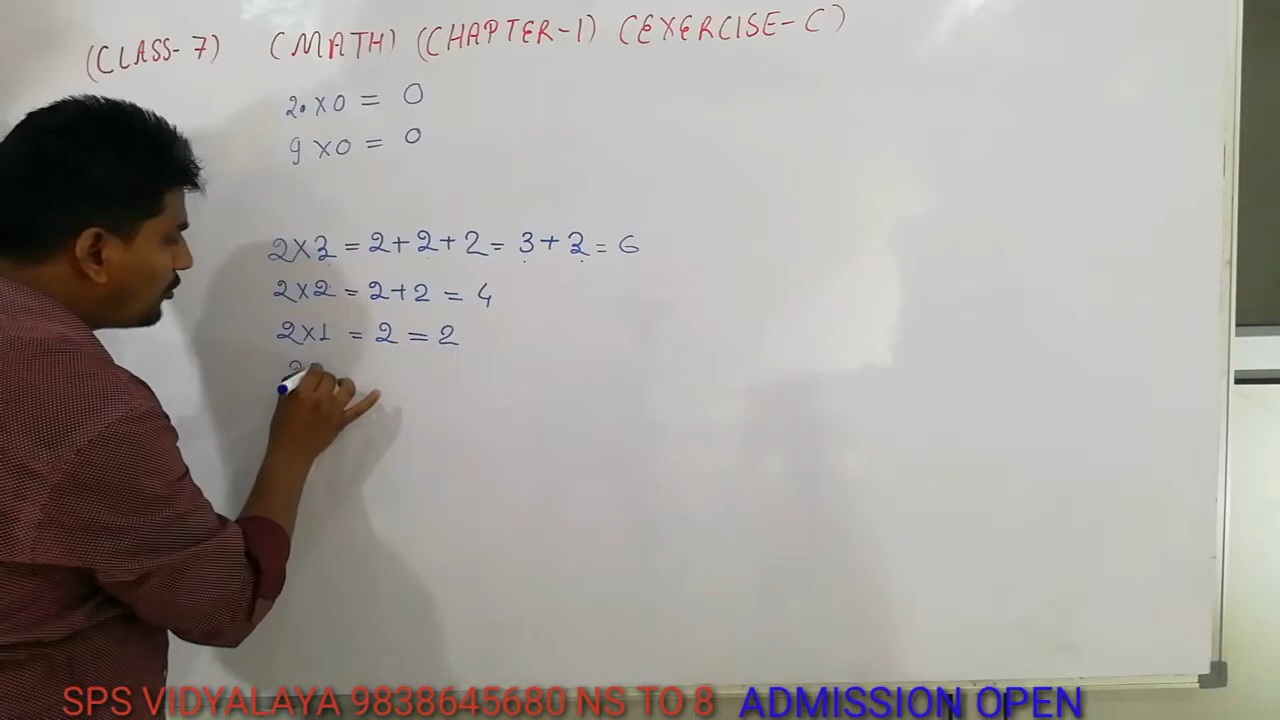 (CLASS-7) (MATH) (CHAPTER-1) (EXERCISE-C)
2×0 = 0
9×0 = 0
2×3 = 2+2+2 = 3+3 = 6
2×2 = 2+2 = 4
2×1 = 2 = 2
2
SPS VIDYALAYA 9838645680 NS TO 8 ADMISSION OPEN